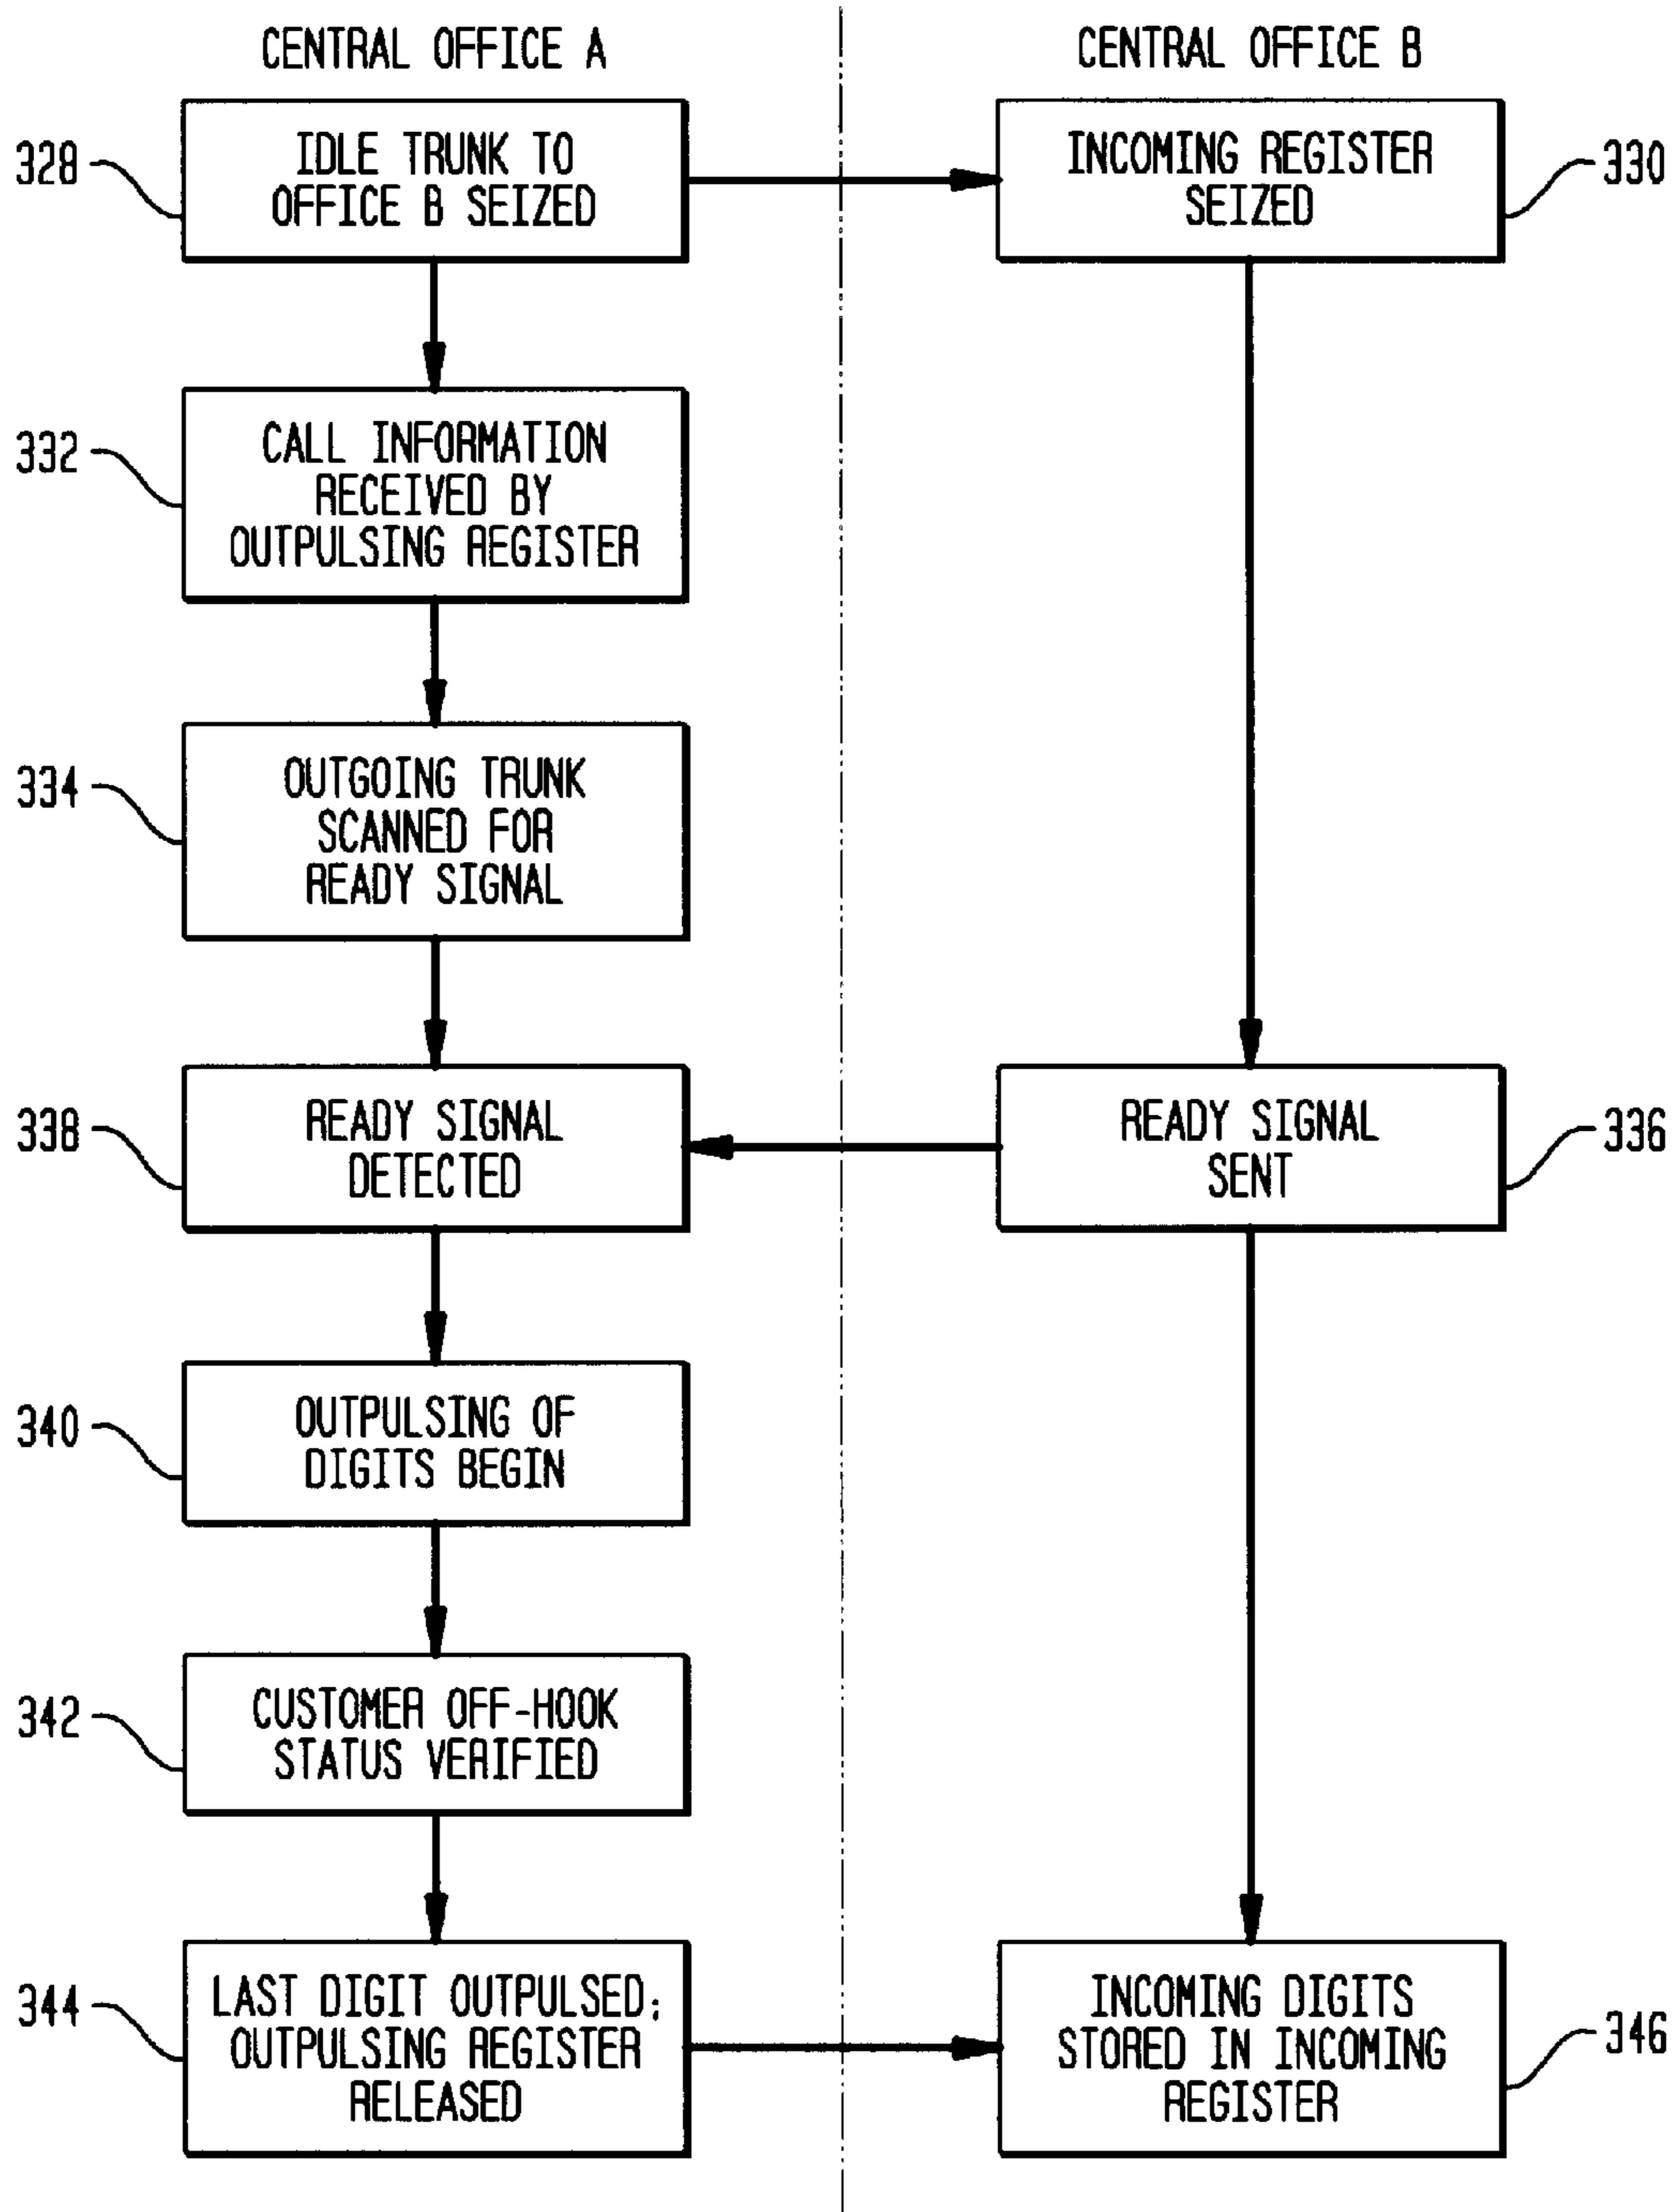 CENTRAL OFFICE A
CENTRAL OFFICE B
328
IDLE TRUNK TO
OFFICE B SEIZED
INCOMING REGISTER
SEIZED
330
332
CALL INFORMATION
RECEIVED BY
OUTPULSING REGISTER
334
OUTGOING TRUNK
SCANNED FOR
READY SIGNAL
338
READY SIGNAL
DETECTED
READY SIGNAL
SENT
336
340
OUTPULSING OF
DIGITS BEGIN
342
CUSTOMER OFF-HOOK
STATUS VERIFIED
344
LAST DIGIT OUTPULSED;
OUTPULSING REGISTER
RELEASED
INCOMING DIGITS
STORED IN INCOMING
REGISTER
346